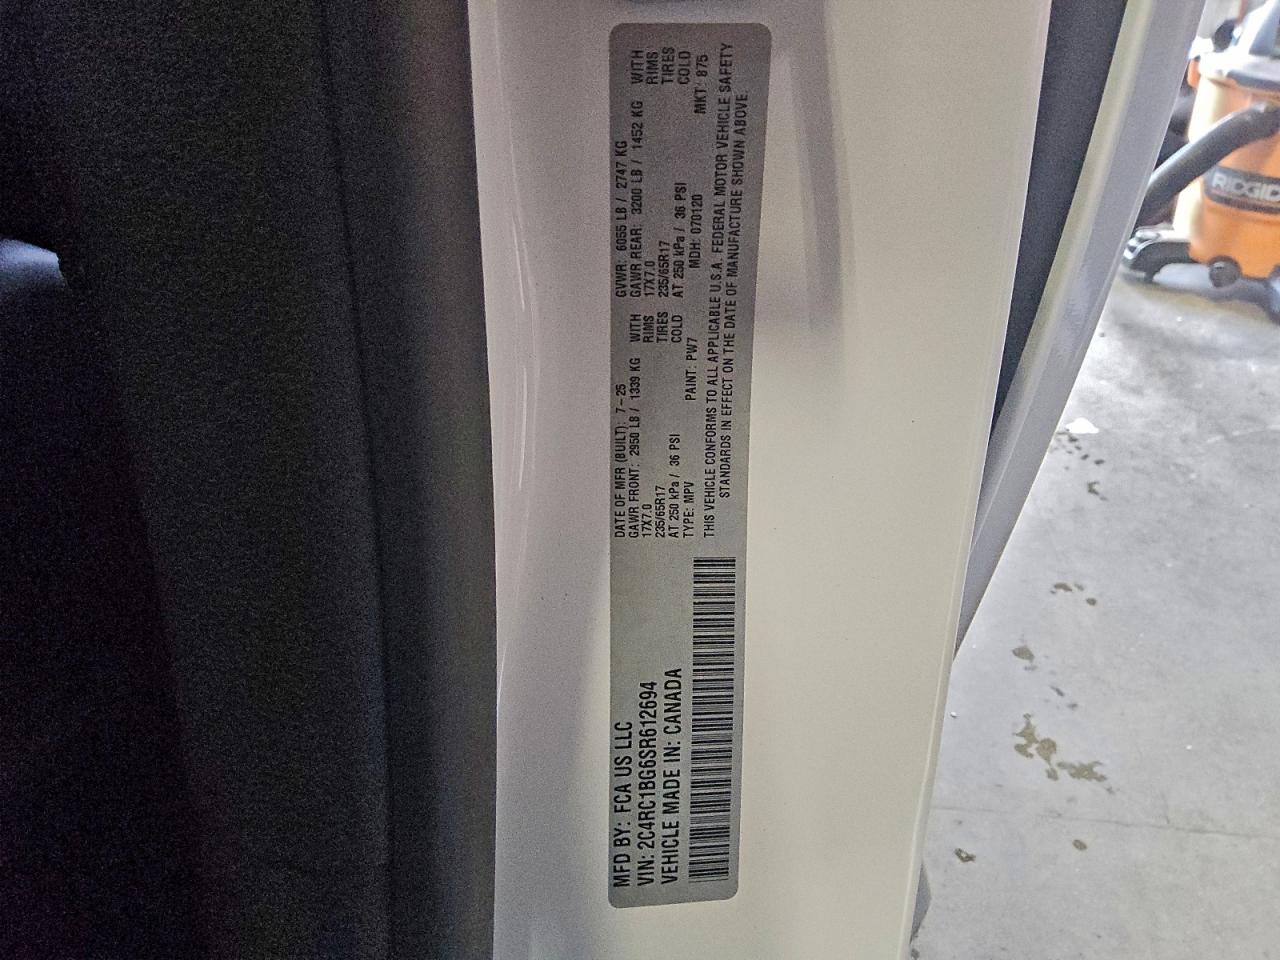 MFD BY: FCA US LLC
VIN: 2C4RC1BG6SR612694
VEHICLE MADE IN: CANADA
DATE OF MFR (BUILT): 7-25 GVWR: 6055 LB / 2747 KG
GAWR FRONT: 2950 LB / 1339 KG WITH GAWR REAR: 3200 LB / 1452 KG WITH
17X7.0 RIMS 17X7.0 RIMS
235/65R17 TIRES 235/65R17 TIRES
AT 250 kPa / 36 PSI COLD AT 250 kPa / 36 PSI COLD
TYPE: MPV PAINT: PW7 MDH: 070120 MKT: 875
THIS VEHICLE CONFORMS TO ALL APPLICABLE U.S.A. FEDERAL MOTOR VEHICLE SAFETY
STANDARDS IN EFFECT ON THE DATE OF MANUFACTURE SHOWN ABOVE.
RIDGID